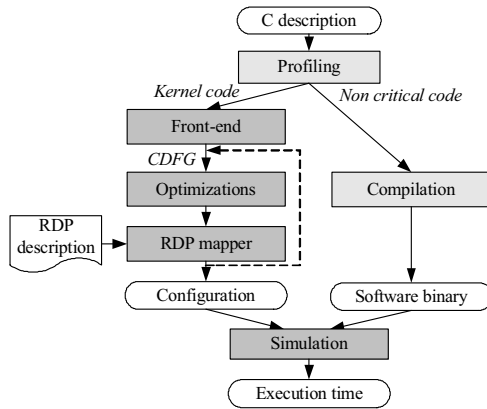 C description
Profiling
Kernel code
Non critical code
Front-end
CDFG
Optimizations
Compilation
RDP
description
RDP mapper
Configuration
Software binary
Simulation
Execution time